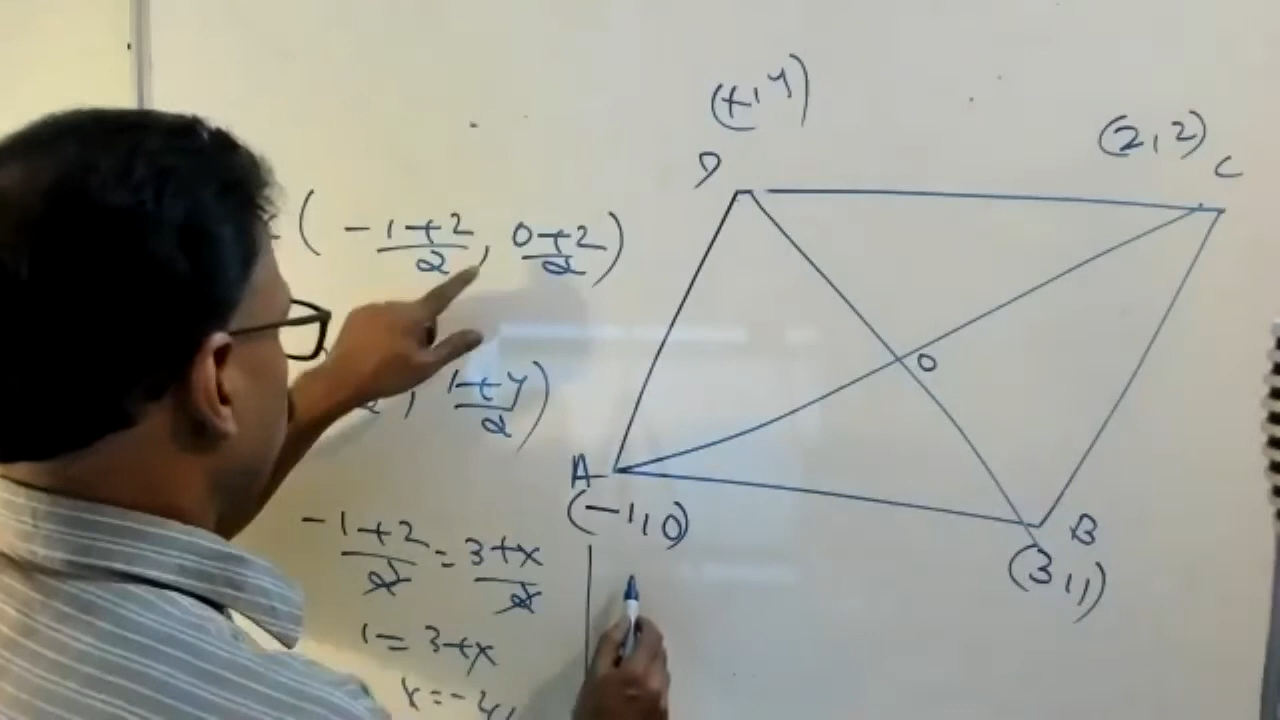 (x, y)
(2, 2)
D
C
(-1+2/2, 0+2/2)
O
, 1+y/2)
A
(-1, 0)
B
(3, 1)
-1+2/2 = 3+x/2
1 = 3+x
x = -2